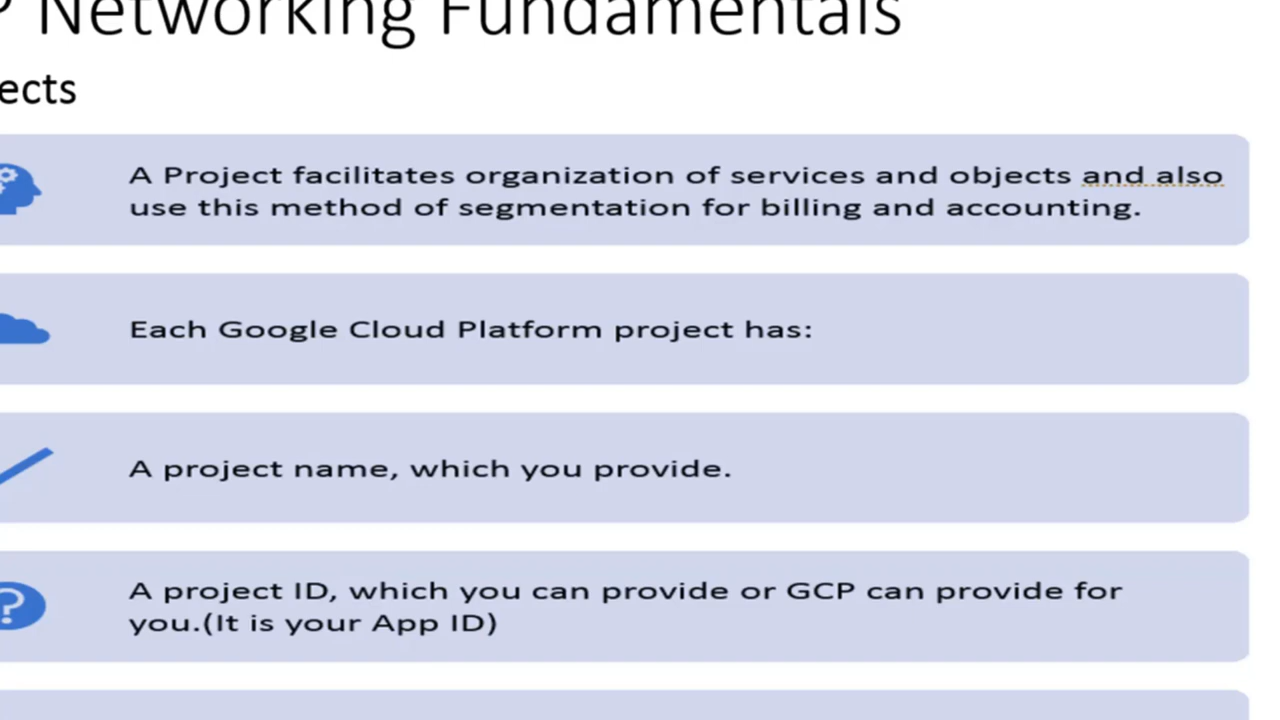 P Networking Fundamentals
ects
A Project facilitates organization of services and objects and also
use this method of segmentation for billing and accounting.
Each Google Cloud Platform project has:
A project name, which you provide.
A project ID, which you can provide or GCP can provide for
you.(It is your App ID)